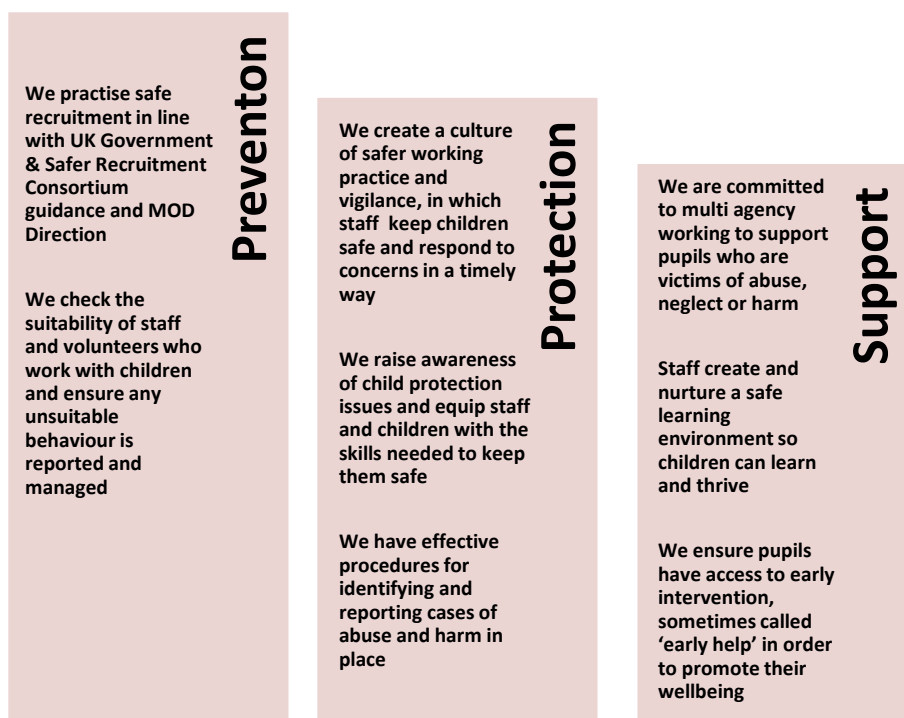 Preventon
We practise safe
recruitment in line
with UK Government
& Safer Recruitment
Consortium
guidance and MOD
Direction
We check the
suitability of staff
and volunteers who
work with children
and ensure any
unsuitable
behaviour is
reported and
managed
Protection
We create a culture
of safer working
practice and
vigilance, in which
staff  keep children
safe and respond to
concerns in a timely
way
We raise awareness
of child protection
issues and equip staff
and children with the
skills needed to keep
them safe
We have effective
procedures for
identifying and
reporting cases of
abuse and harm in
place
Support
We are committed
to multi agency
working to support
pupils who are
victims of abuse,
neglect or harm
Staff create and
nurture a safe
learning
environment so
children can learn
and thrive
We ensure pupils
have access to early
intervention,
sometimes called
‘early help’ in order
to promote their
wellbeing